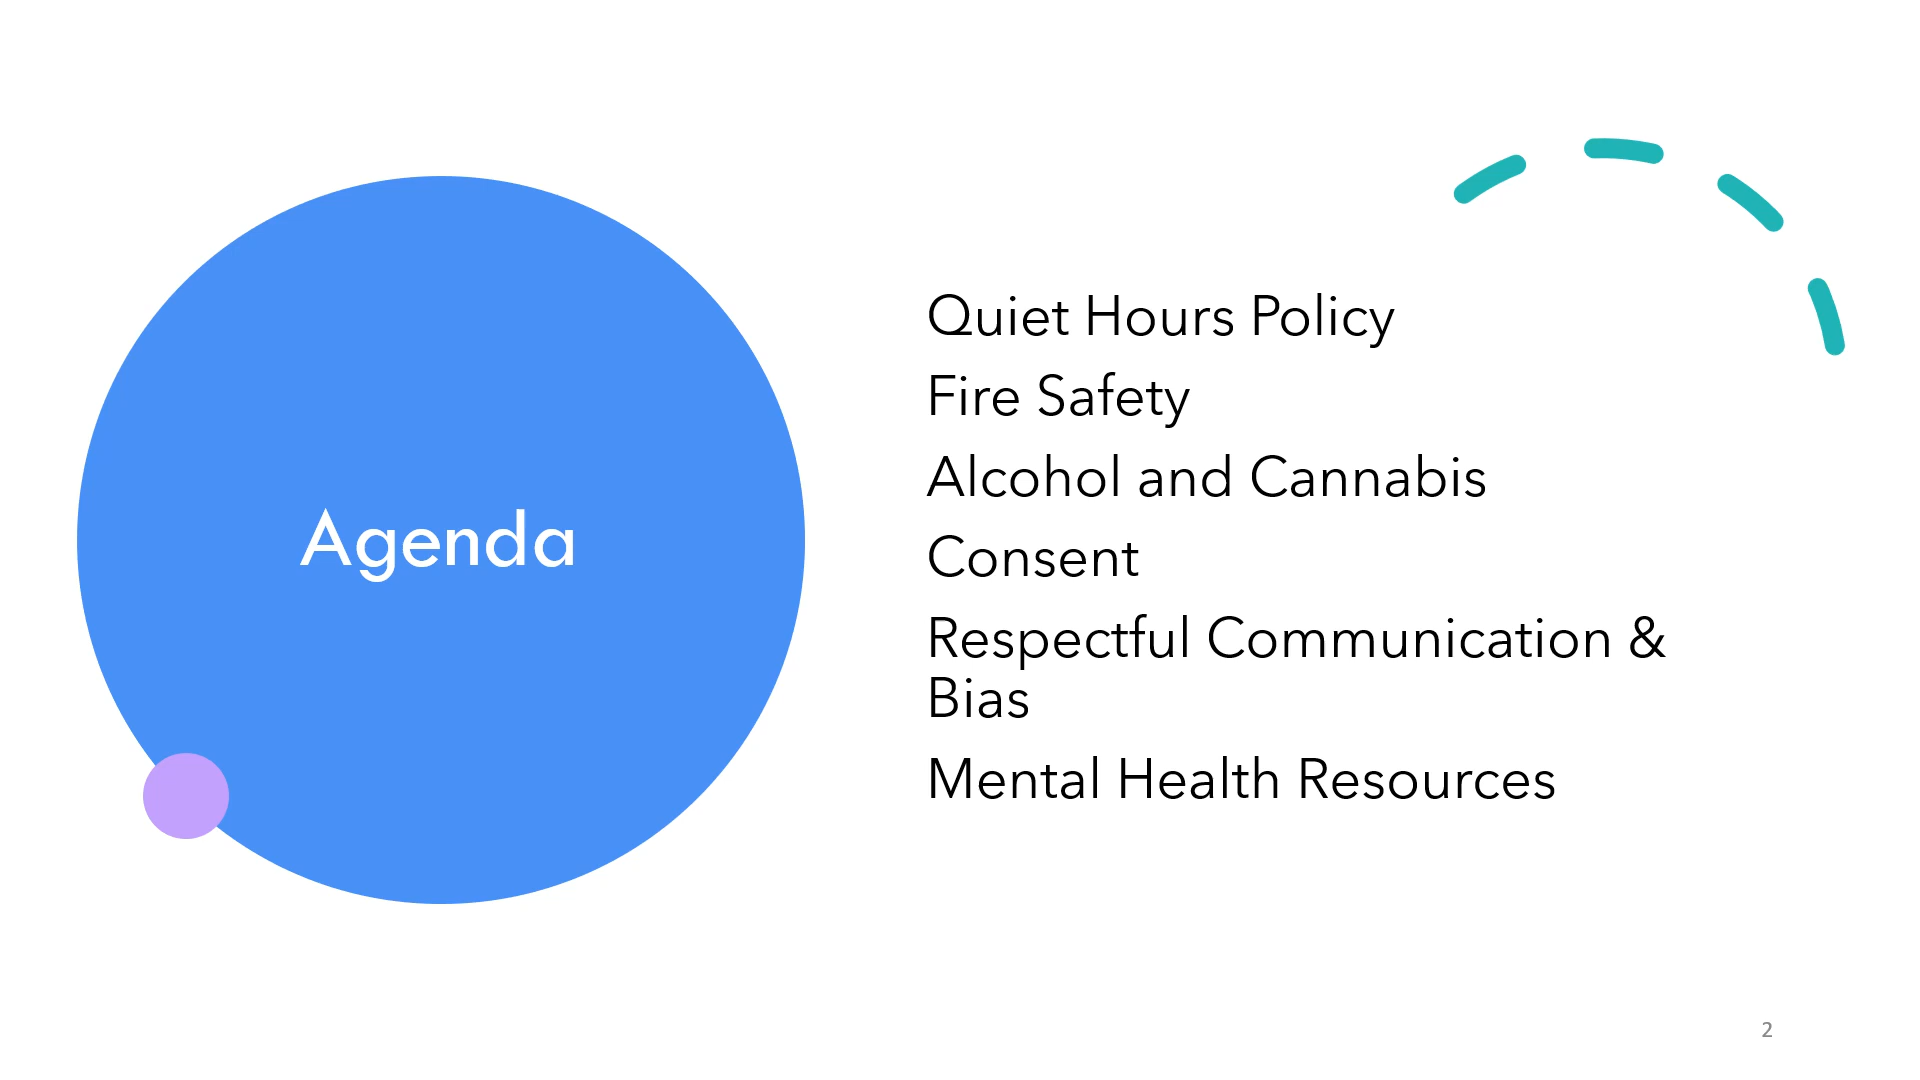 Agenda
Quiet Hours Policy
Fire Safety
Alcohol and Cannabis
Consent
Respectful Communication &
Bias
Mental Health Resources
2